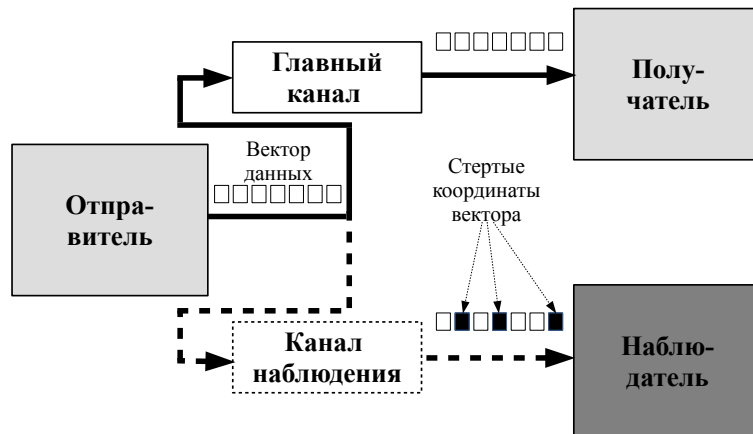 Главный
канал
Полу-
чатель
Вектор
данных
Отпра-
витель
Стертые
координаты
вектора
Канал
наблюдения
Наблю-
датель